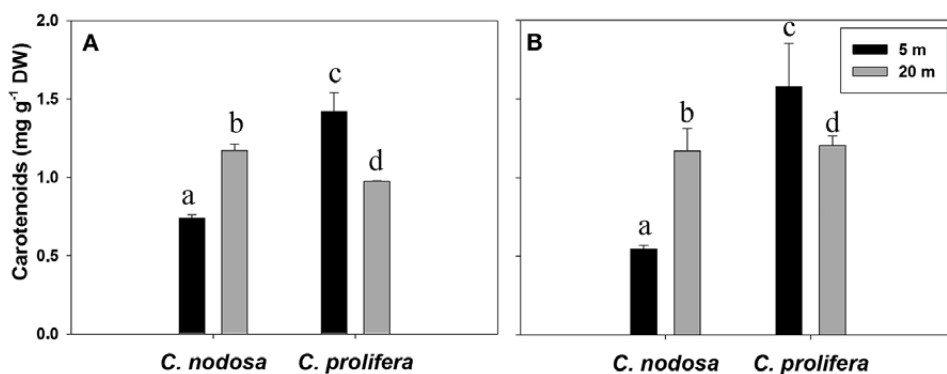 Carotenoids (mg g⁻¹ DW)
2.0
1.5
1.0
0.5
0.0
A
a
b
c
d
C. nodosa
C. prolifera
B
a
b
c
d
5 m
20 m
C. nodosa
C. prolifera